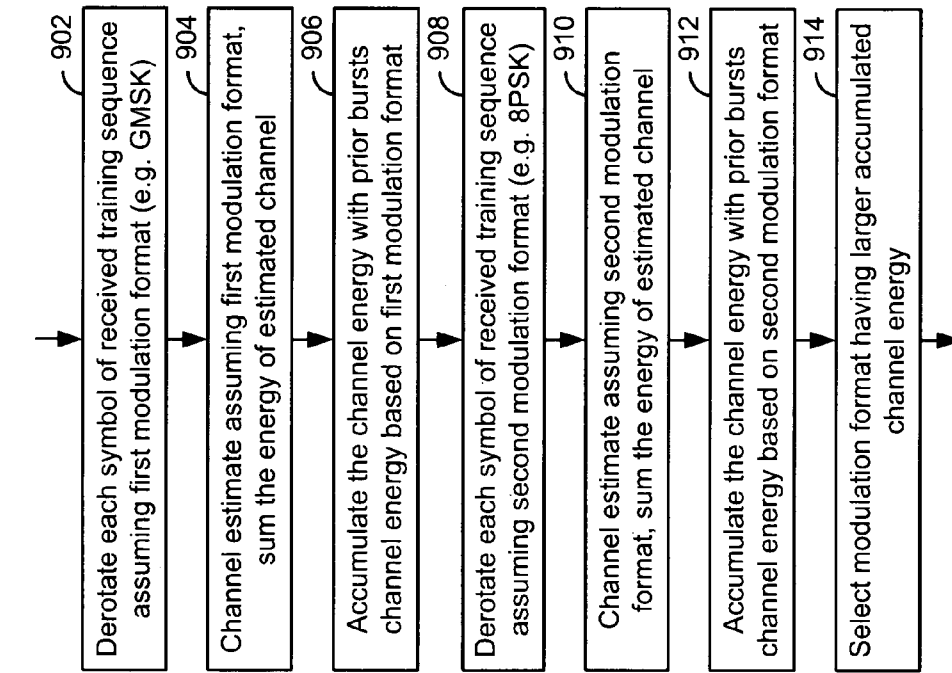 902
Derotate each symbol of received training sequence
assuming first modulation format (e.g. GMSK)
904
Channel estimate assuming first modulation format,
sum the energy of estimated channel
906
Accumulate the channel energy with prior bursts
channel energy based on first modulation format
908
Derotate each symbol of received training sequence
assuming second modulation format (e.g. 8PSK)
910
Channel estimate assuming second modulation
format, sum the energy of estimated channel
912
Accumulate the channel energy with prior bursts
channel energy based on second modulation format
914
Select modulation format having larger accumulated
channel energy